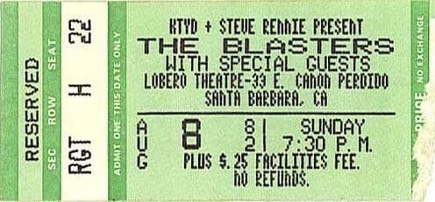 KTYD + STEVE RENNIE PRESENT
THE BLASTERS
WITH SPECIAL GUESTS
LOBERO THEATRE-33 E. CANON PERDIDO
SANTA BARBARA, CA
AUG 8 82 SUNDAY
7:30 P.M.
PLUS $.25 FACILITIES FEE.
NO REFUNDS.
RESERVED
SEC ROW SEAT
RGT H 22
ADMIT ONE THIS DATE ONLY
PRICE
NO EXCHANGE